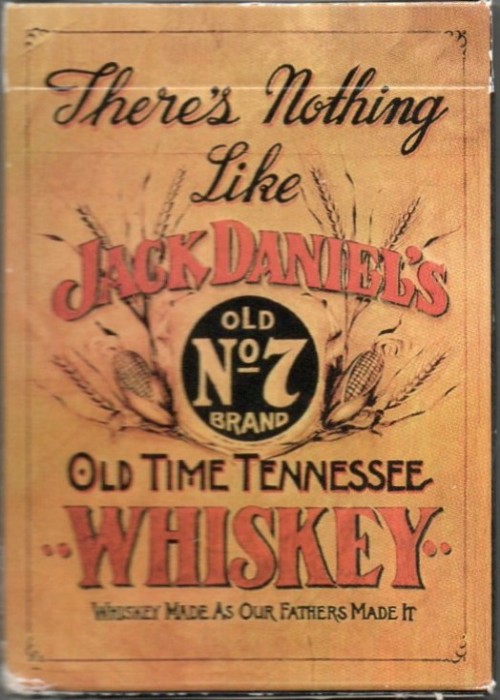 There's Nothing
Like
JACK DANIEL'S
OLD
Nº 7
BRAND
OLD TIME TENNESSEE
WHISKEY
WHISKEY MADE AS OUR FATHERS MADE IT